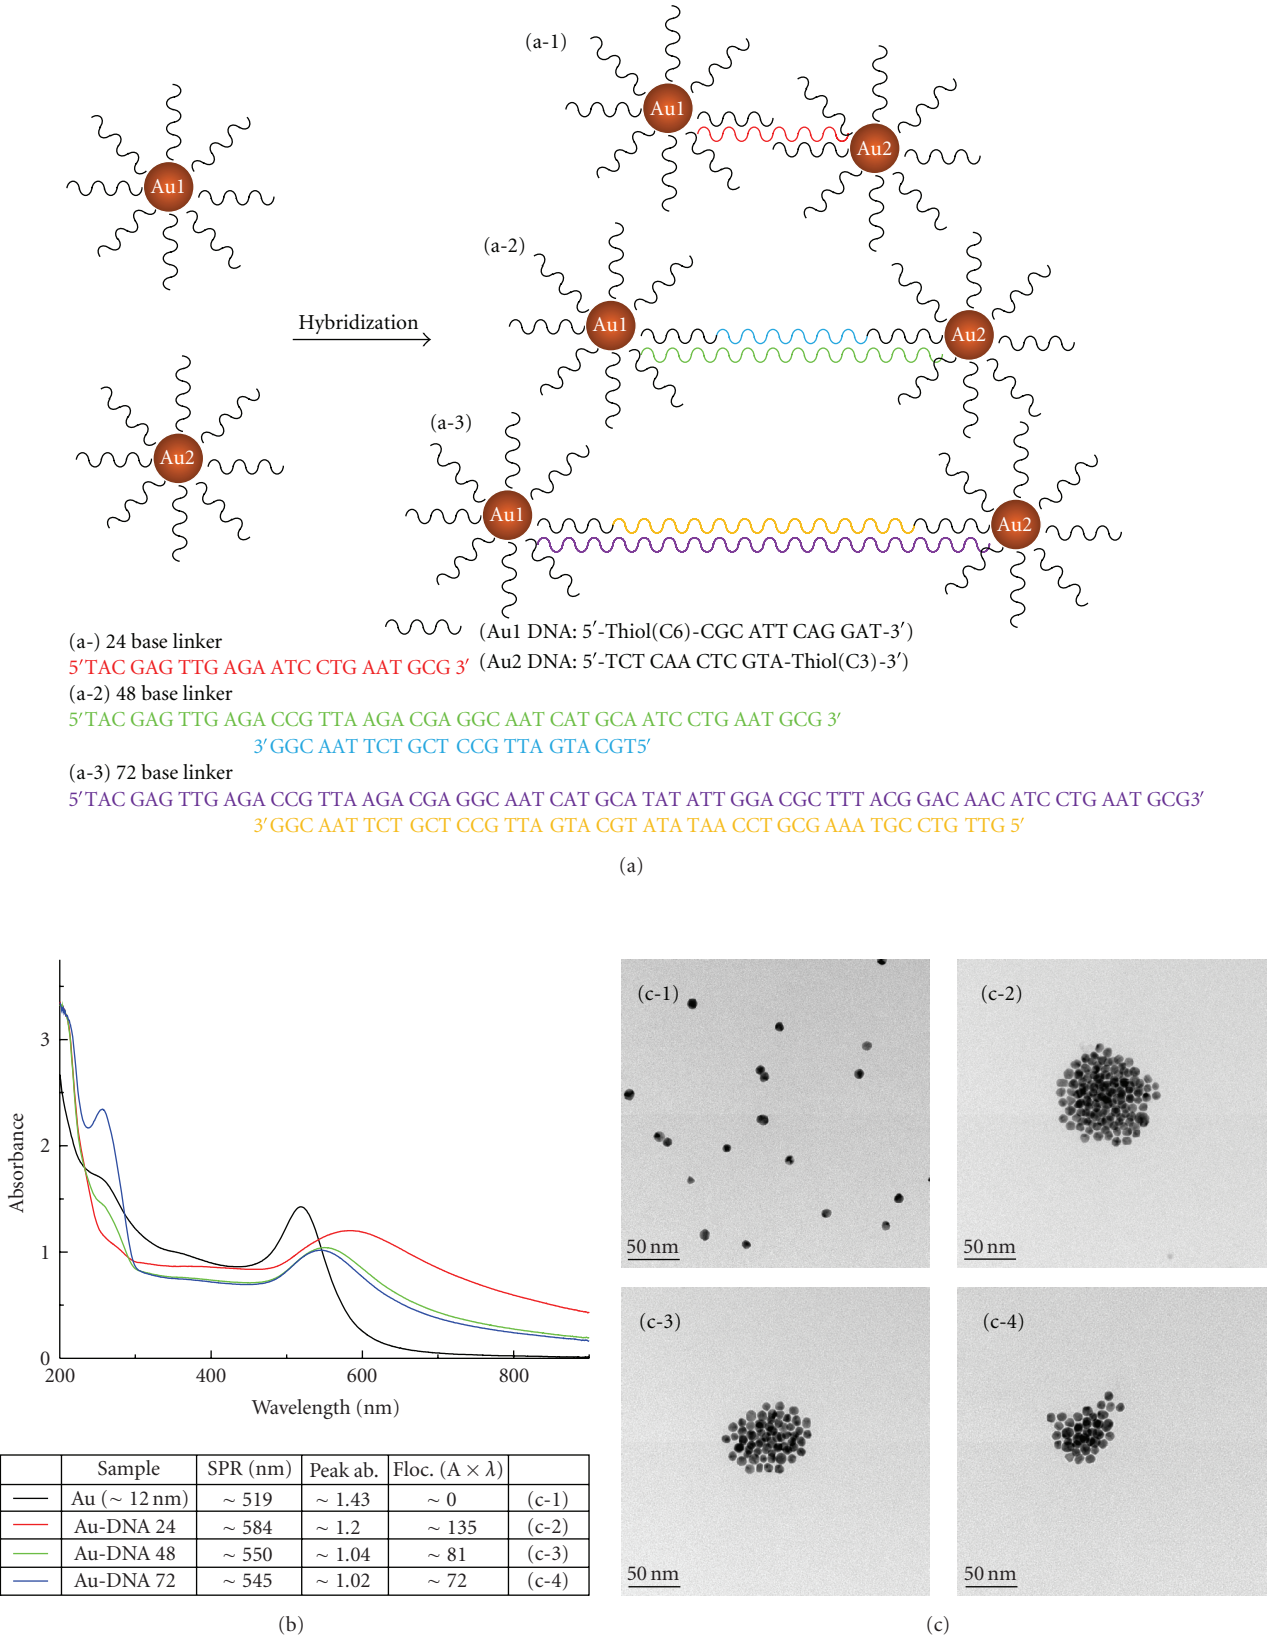 (a-1)
Au1
Au2
Au1
(a-2)
Au1
Au2
Hybridization
(a-3)
Au2
Au1
Au2
(Au1 DNA: 5′-Thiol(C6)-CGC ATT CAG GAT-3′)
(Au2 DNA: 5′-TCT CAA CTC GTA-Thiol(C3)-3′)
(a-) 24 base linker
5′TAC GAG TTG AGA ATC CTG AAT GCG 3′
(a-2) 48 base linker
5′TAC GAG TTG AGA CCG TTA AGA CGA GGC AAT CAT GCA ATC CTG AAT GCG 3′
3′GGC AAT TCT GCT CCG TTA GTA CGT5′
(a-3) 72 base linker
5′TAC GAG TTG AGA CCG TTA AGA CGA GGC AAT CAT GCA TAT ATT GGA CGC TTT ACG GAC AAC ATC CTG AAT GCG3′
3′GGC AAT TCT GCT CCG TTA GTA CGT ATA TAA CCT GCG AAA TGC CTG TTG 5′
(a)
Absorbance
3
2
1
0
200 400 600 800
Wavelength (nm)
Sample SPR (nm) Peak ab. Floc. (A × λ)
Au (∼ 12 nm) ∼ 519 ∼ 1.43 ∼ 0 (c-1)
Au-DNA 24 ∼ 584 ∼ 1.2 ∼ 135 (c-2)
Au-DNA 48 ∼ 550 ∼ 1.04 ∼ 81 (c-3)
Au-DNA 72 ∼ 545 ∼ 1.02 ∼ 72 (c-4)
(b)
(c-1)
50 nm
(c-2)
50 nm
(c-3)
50 nm
(c-4)
50 nm
(c)